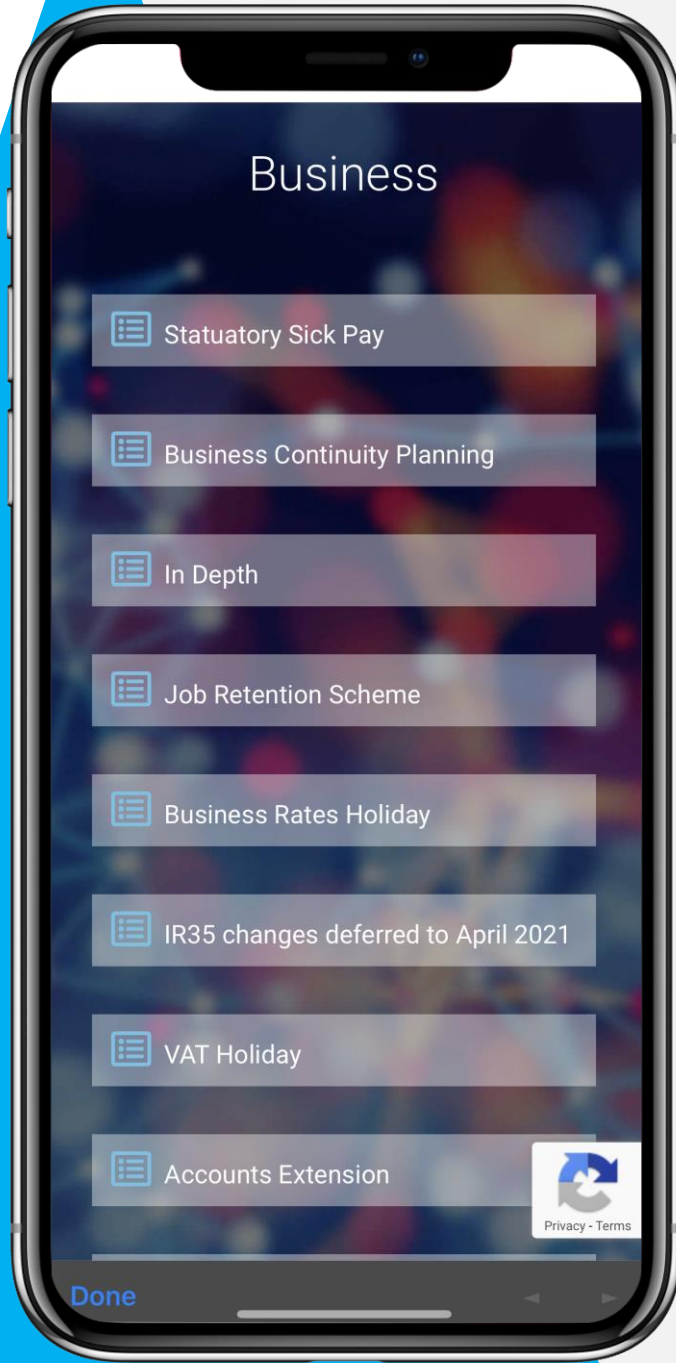 Business
Statuatory Sick Pay
Business Continuity Planning
In Depth
Job Retention Scheme
Business Rates Holiday
IR35 changes deferred to April 2021
VAT Holiday
Accounts Extension
Privacy - Terms
Done